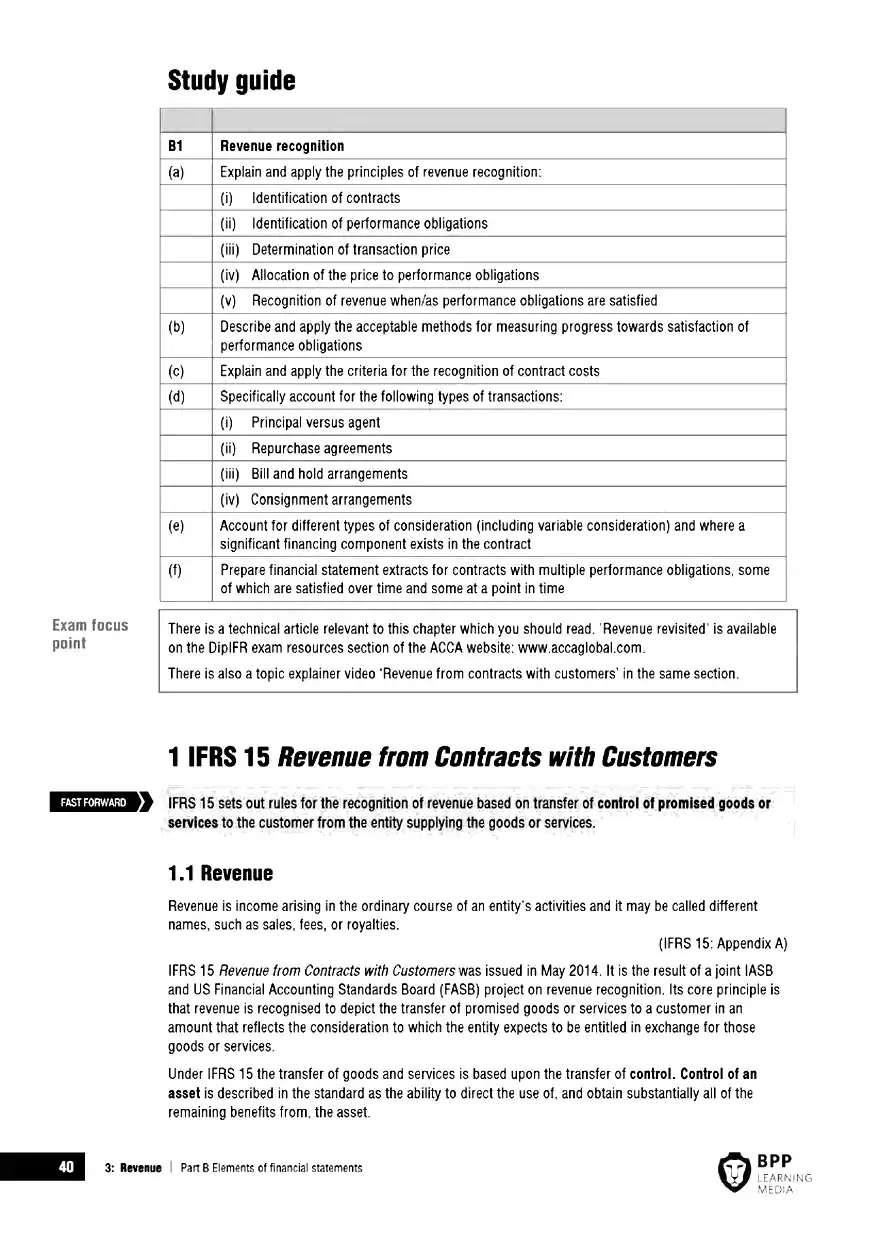 Study guide
B1 Revenue recognition
(a) Explain and apply the principles of revenue recognition:
(i) Identification of contracts
(ii) Identification of performance obligations
(iii) Determination of transaction price
(iv) Allocation of the price to performance obligations
(v) Recognition of revenue when/as performance obligations are satisfied
(b) Describe and apply the acceptable methods for measuring progress towards satisfaction of
performance obligations
(c) Explain and apply the criteria for the recognition of contract costs
(d) Specifically account for the following types of transactions:
(i) Principal versus agent
(ii) Repurchase agreements
(iii) Bill and hold arrangements
(iv) Consignment arrangements
(e) Account for different types of consideration (including variable consideration) and where a
significant financing component exists in the contract
(f) Prepare financial statement extracts for contracts with multiple performance obligations, some
of which are satisfied over time and some at a point in time
Exam focus
point
There is a technical article relevant to this chapter which you should read. 'Revenue revisited' is available
on the DipIFR exam resources section of the ACCA website: www.accaglobal.com.
There is also a topic explainer video 'Revenue from contracts with customers' in the same section.
1 IFRS 15 Revenue from Contracts with Customers
FAST FORWARD
IFRS 15 sets out rules for the recognition of revenue based on transfer of control of promised goods or
services to the customer from the entity supplying the goods or services.
1.1 Revenue
Revenue is income arising in the ordinary course of an entity's activities and it may be called different
names, such as sales, fees, or royalties.
(IFRS 15: Appendix A)
IFRS 15 Revenue from Contracts with Customers was issued in May 2014. It is the result of a joint IASB
and US Financial Accounting Standards Board (FASB) project on revenue recognition. Its core principle is
that revenue is recognised to depict the transfer of promised goods or services to a customer in an
amount that reflects the consideration to which the entity expects to be entitled in exchange for those
goods or services.
Under IFRS 15 the transfer of goods and services is based upon the transfer of control. Control of an
asset is described in the standard as the ability to direct the use of, and obtain substantially all of the
remaining benefits from, the asset.
40 3: Revenue | Part B Elements of financial statements
BPP
LEARNING
MEDIA